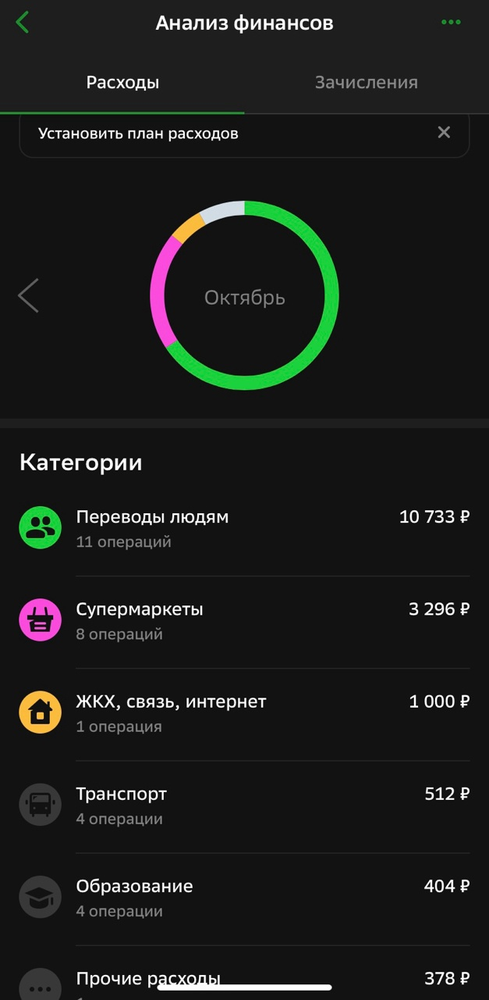 Анализ финансов
Расходы
Зачисления
Установить план расходов
Октябрь
Категории
Переводы людям
10 733 ₽
11 операций
Супермаркеты
3 296 ₽
8 операций
ЖКХ, связь, интернет
1 000 ₽
1 операция
Транспорт
512 ₽
4 операции
Образование
404 ₽
4 операции
Прочие расходы
378 ₽